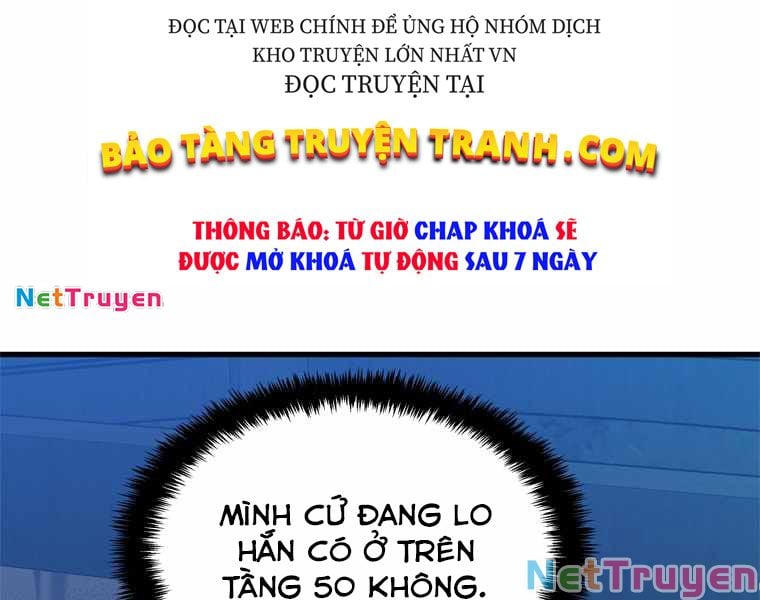 ĐỌC TẠI WEB CHÍNH ĐỂ ỦNG HỘ NHÓM DỊCH
KHO TRUYỆN LỚN NHẤT VN
ĐỌC TRUYỆN TẠI
BẢO TÀNG TRUYỆN TRANH.COM
THÔNG BÁO: TỪ GIỜ CHAP KHOÁ SẼ
ĐƯỢC MỞ KHOÁ TỰ ĐỘNG SAU 7 NGÀY
NetTruyen
MÌNH CỨ ĐANG LO
HẮN CÓ Ở TRÊN
TẦNG 50 KHÔNG.
NetTruyen